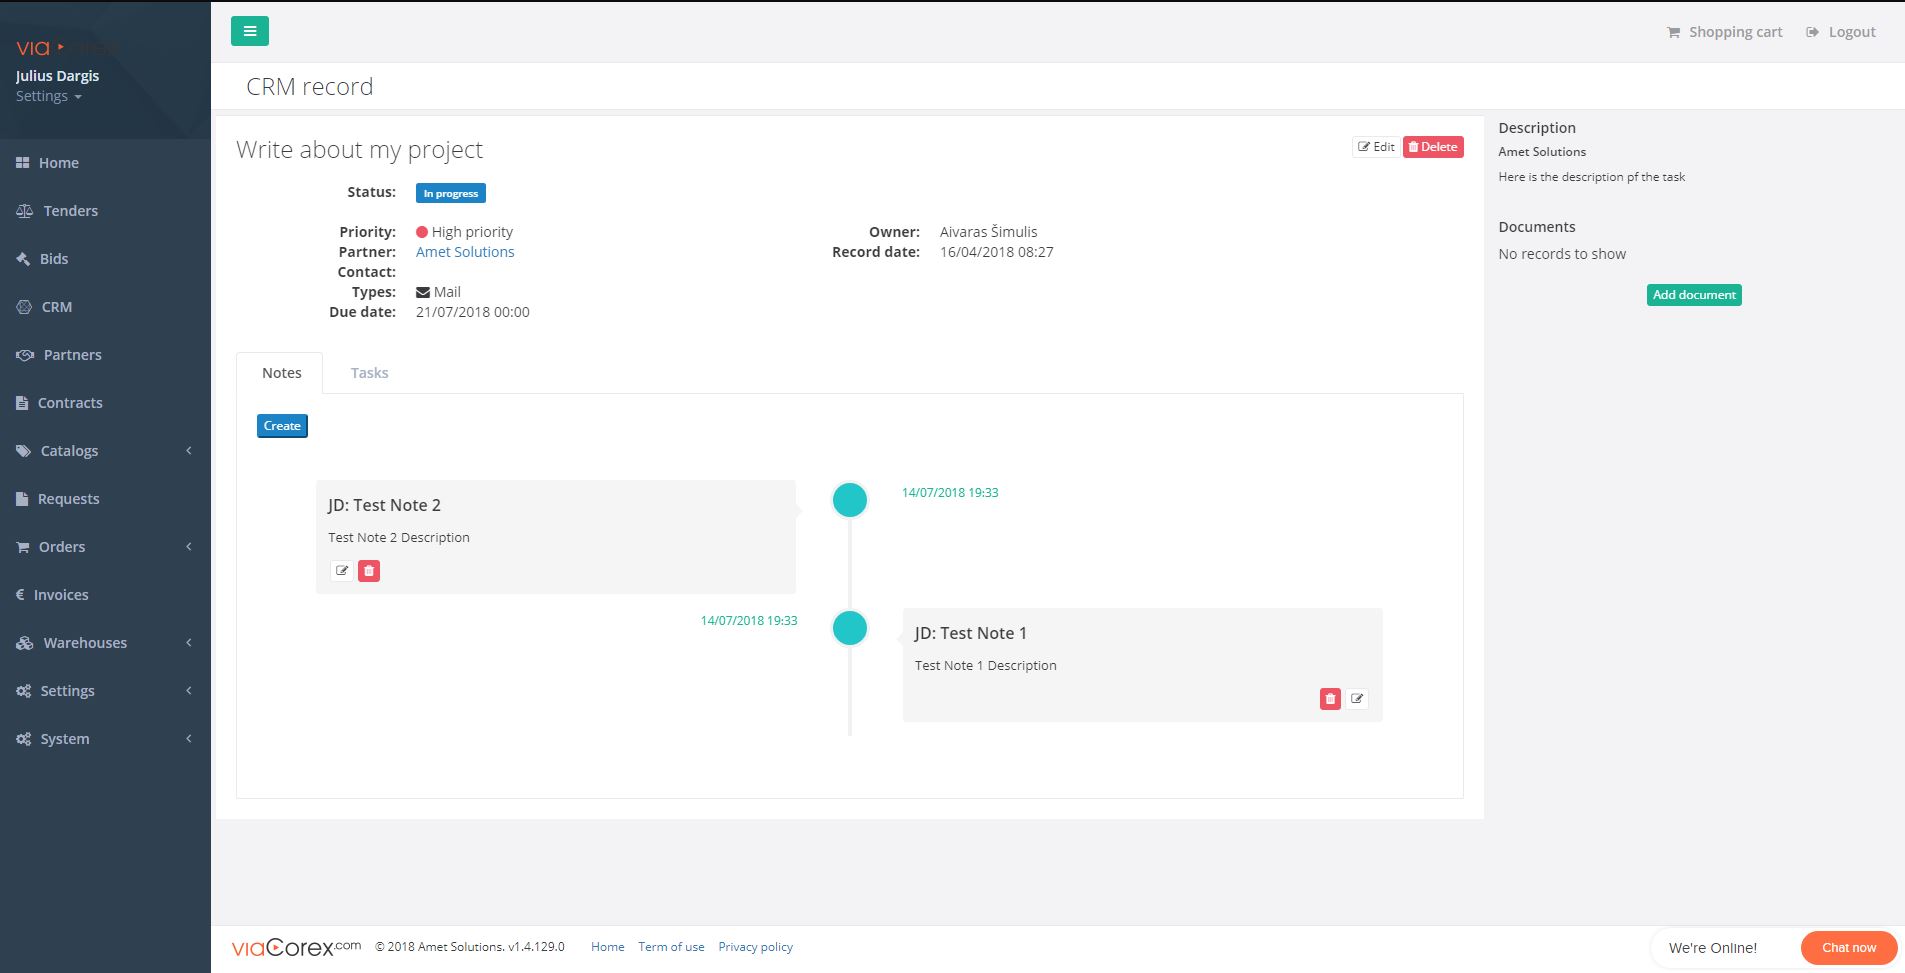 via
Julius Dargis
Settings
Home
Tenders
Bids
CRM
Partners
Contracts
Catalogs
Requests
Orders
€ Invoices
Warehouses
Settings
System
Shopping cart
Logout
CRM record
Write about my project
Edit
Delete
Status: In progress
Priority: High priority
Partner: Amet Solutions
Contact:
Types: Mail
Due date: 21/07/2018 00:00
Owner: Aivaras Šimulis
Record date: 16/04/2018 08:27
Notes
Tasks
Create
JD: Test Note 2
Test Note 2 Description
14/07/2018 19:33
14/07/2018 19:33
JD: Test Note 1
Test Note 1 Description
Description
Amet Solutions
Here is the description pf the task
Documents
No records to show
Add document
viaCorex.com © 2018 Amet Solutions. v1.4.129.0 Home Term of use Privacy policy
We're Online!
Chat now